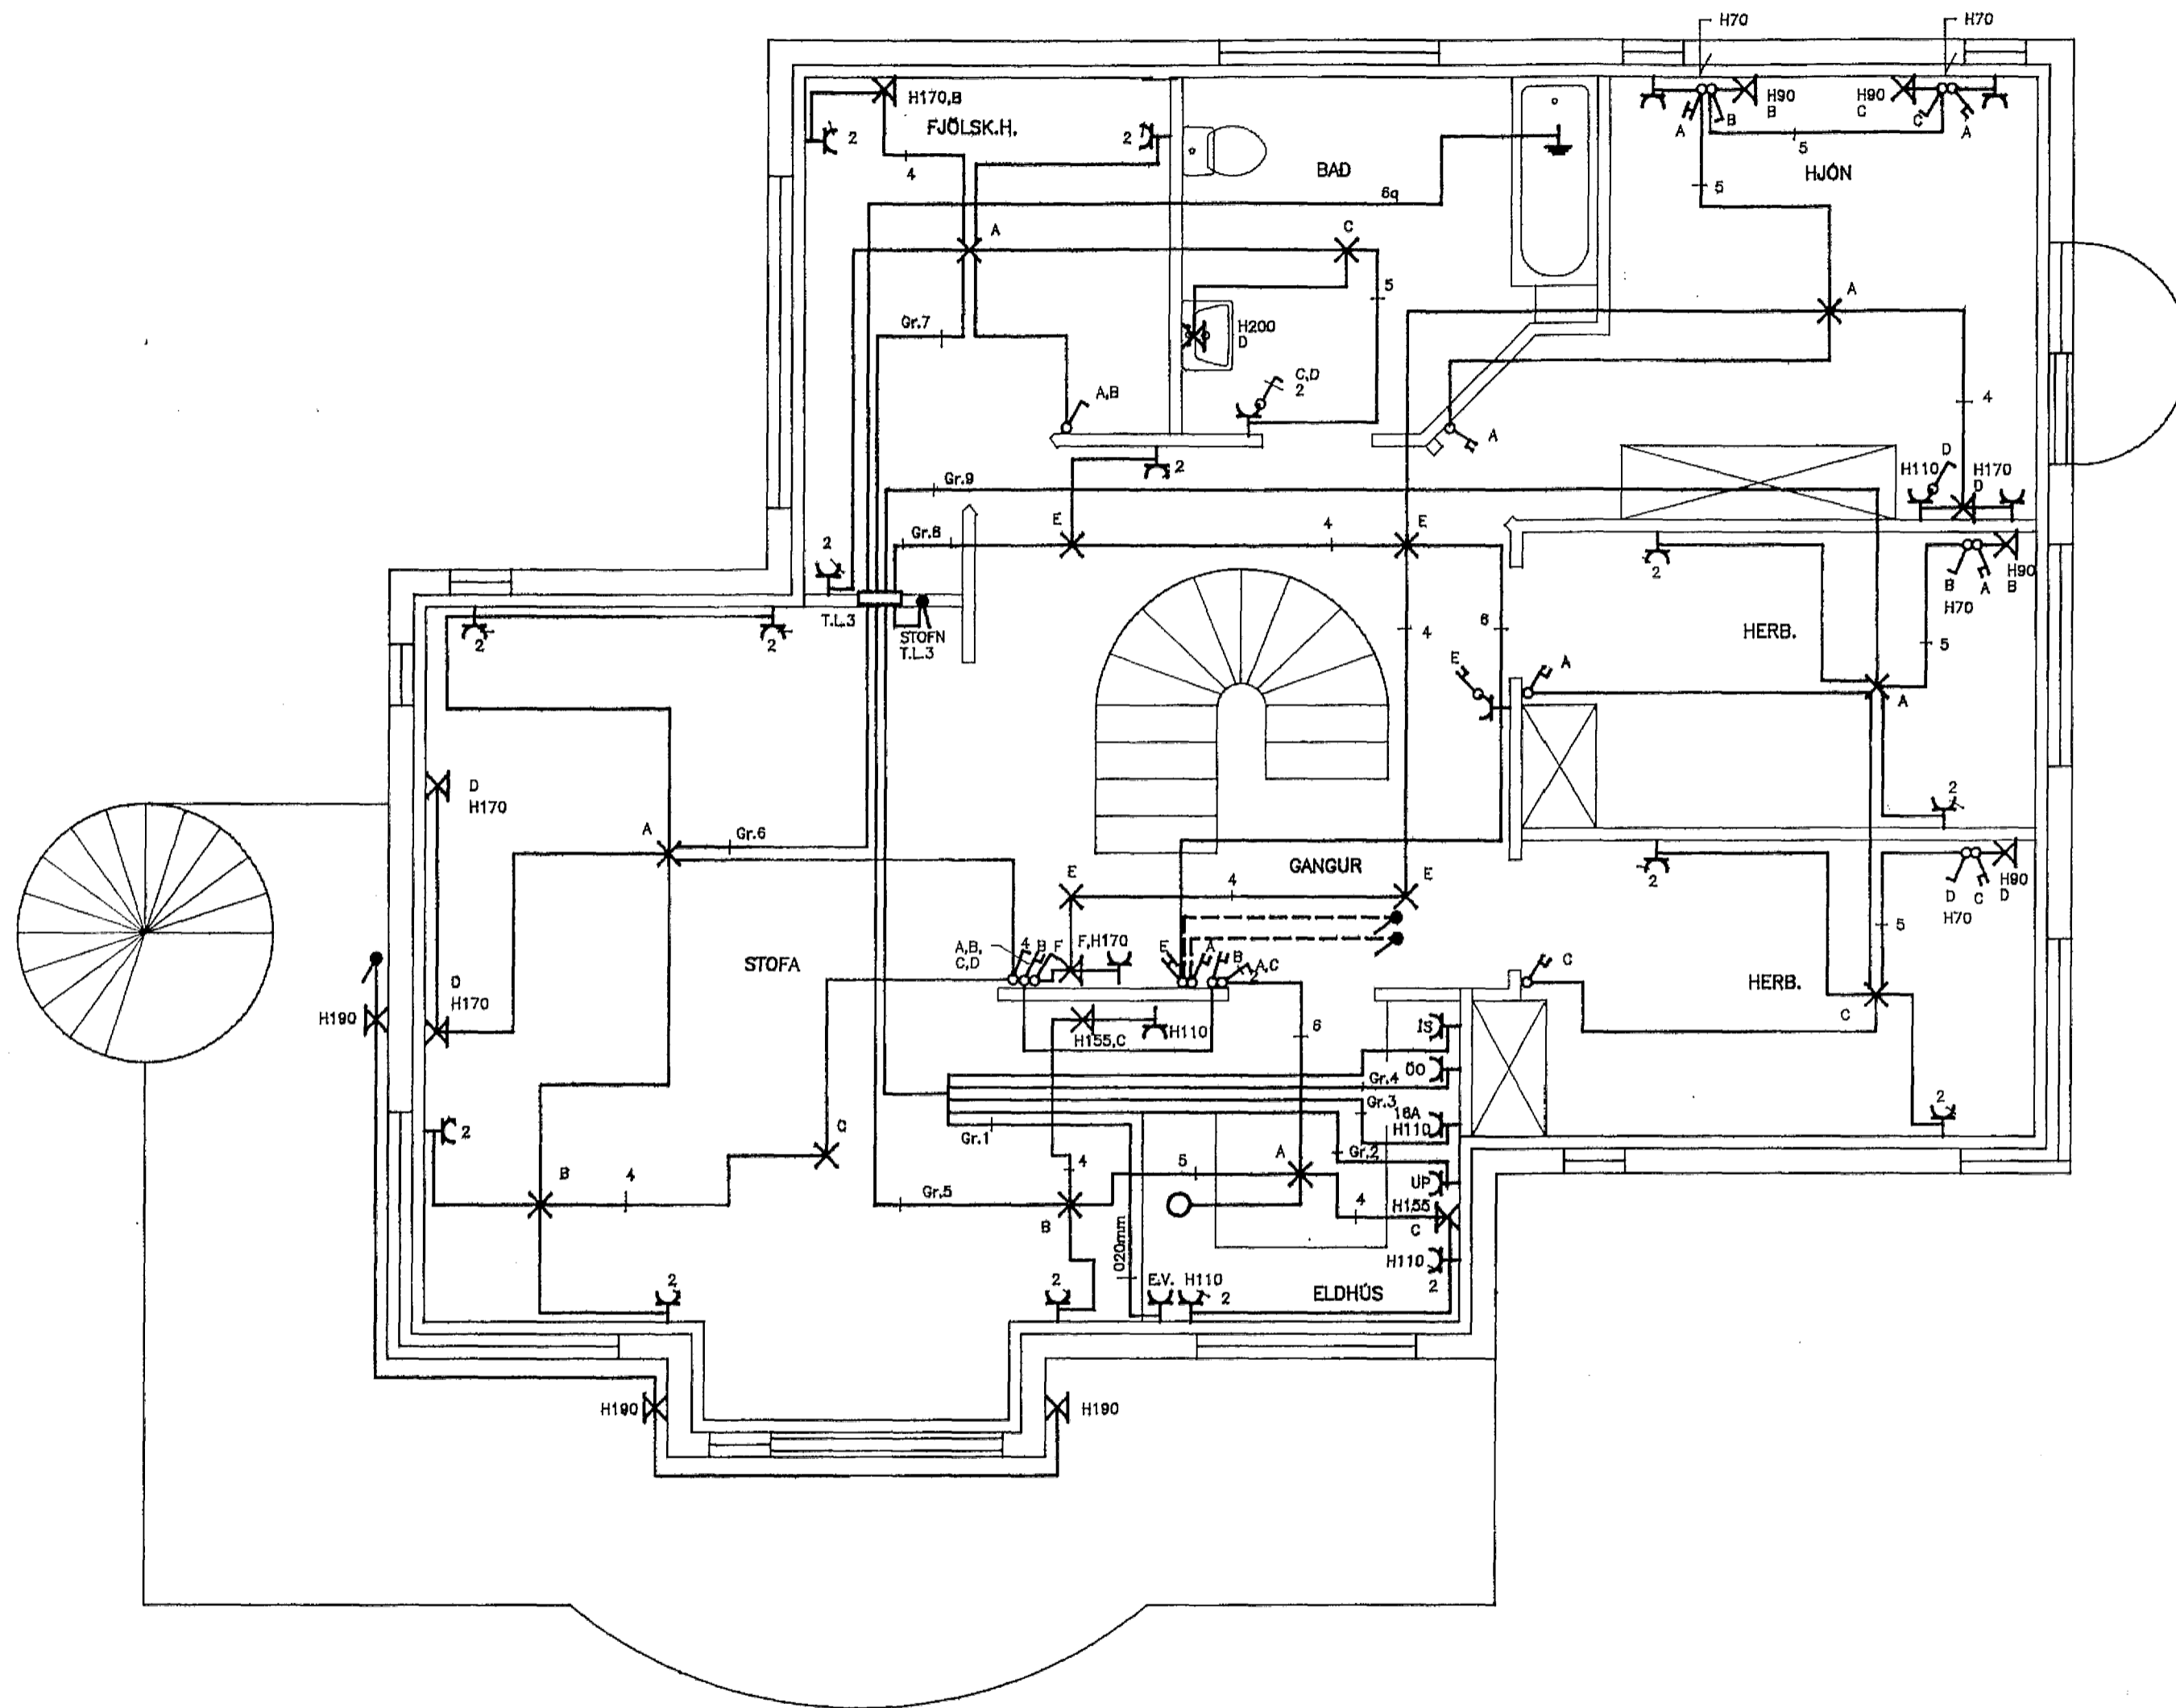 H70
H70
H170,B
FJÖLSK.H.
2
2
4
BAÐ
6q
H90
B
A
B
H90
C
C
A
5
5
HJÓN
A
C
5
A
Gr.7
H200
D
C,D
2
A,B
A
4
2
Gr.9
D
H110
H170
D
E
4
E
Gr.8
2
T.L.3
STOFN
T.L.3
2
2
2
B
A
H90
B
H70
HERB.
5
4
6
E
A
A
D
H170
A
Gr.6
2
GANGUR
2
E
4
E
D
C
H90
D
H70
5
STOFA
A,B,
C,D
4
B
F
F,H170
E
A
B
A,C
2
C
HERB.
C
D
H170
H190
H155,C
H110
6
ÍS
ÖO
Gr.4
Gr.3
16A
H110
Gr.1
Gr.2
2
2
C
B
4
4
5
A
UP
Gr.5
B
4
H155
C
O20mm
H110
2
2
2
E.V.
H110
2
ELDHÚS
H190
H190